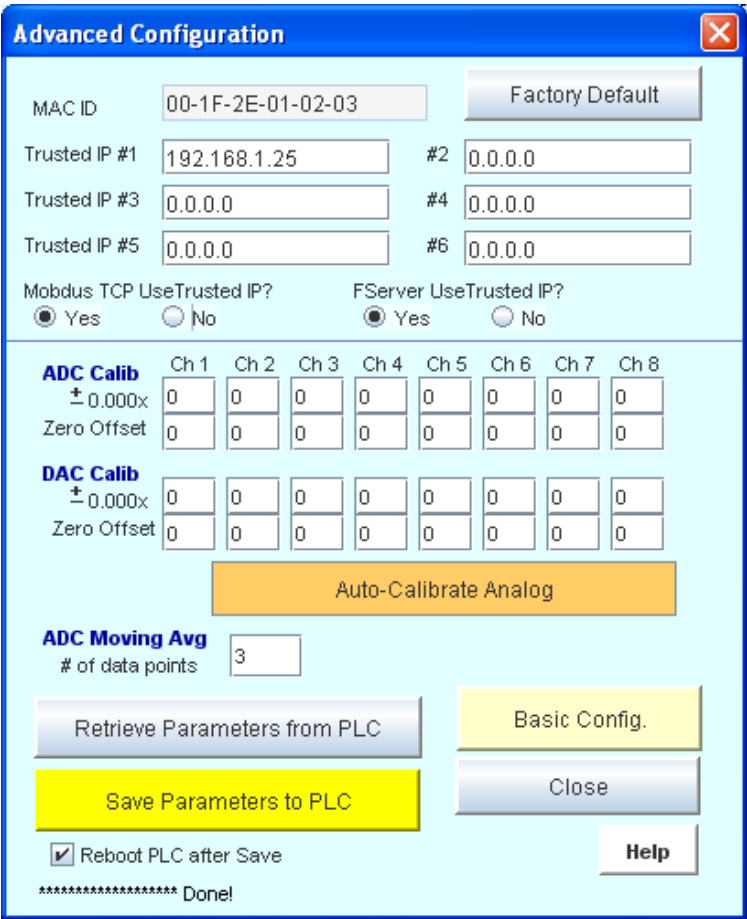 Advanced Configuration
MAC ID 00-1F-2E-01-02-03 Factory Default
Trusted IP #1 192.168.1.25 #2 0.0.0.0
Trusted IP #3 0.0.0.0 #4 0.0.0.0
Trusted IP #5 0.0.0.0 #6 0.0.0.0
Mobdus TCP UseTrusted IP? FServer UseTrusted IP?
Yes No Yes No
Ch 1 Ch 2 Ch 3 Ch 4 Ch 5 Ch 6 Ch 7 Ch 8
ADC Calib
±0.000x 0 0 0 0 0 0 0 0
Zero Offset 0 0 0 0 0 0 0 0
DAC Calib
±0.000x 0 0 0 0 0 0 0 0
Zero Offset 0 0 0 0 0 0 0 0
Auto-Calibrate Analog
ADC Moving Avg
# of data points 3
Retrieve Parameters from PLC Basic Config.
Save Parameters to PLC Close
Reboot PLC after Save Help
******************** Done!